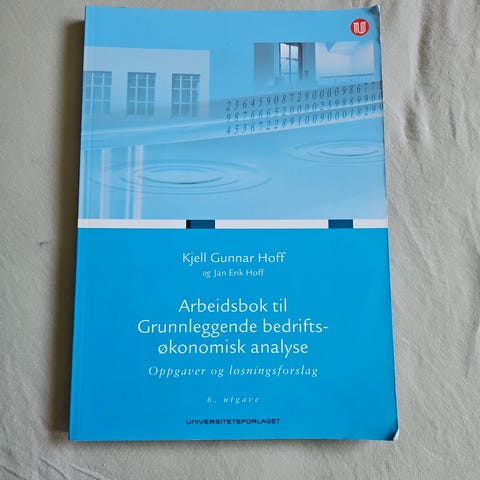 Kjell Gunnar Hoff
og Jan Erik Hoff
Arbeidsbok til
Grunnleggende bedrifts-
økonomisk analyse
Oppgaver og løsningsforslag
6. utgave
UNIVERSITETSFORLAGET